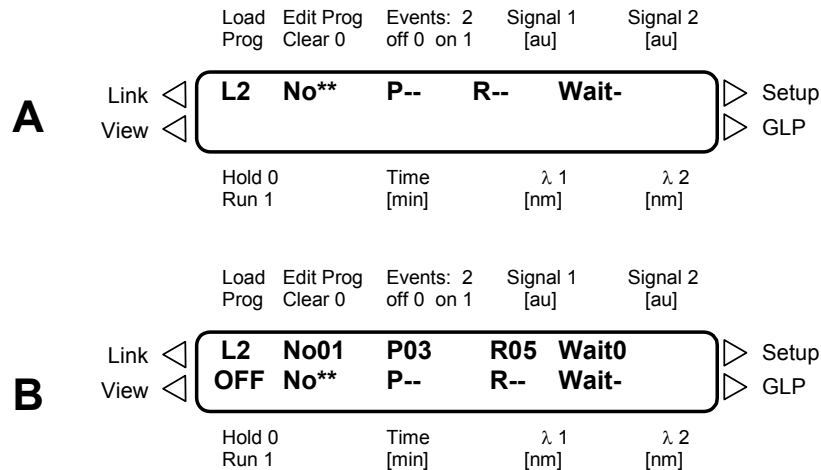 Load Edit Prog Events: 2 Signal 1 Signal 2
Prog Clear 0 off 0 on 1 [au] [au]
A
Link L2 No** P-- R-- Wait- Setup
View GLP
Hold 0 Time λ 1 λ 2
Run 1 [min] [nm] [nm]
Load Edit Prog Events: 2 Signal 1 Signal 2
Prog Clear 0 off 0 on 1 [au] [au]
B
Link L2 No01 P03 R05 Wait0 Setup
View OFF No** P-- R-- Wait- GLP
Hold 0 Time λ 1 λ 2
Run 1 [min] [nm] [nm]